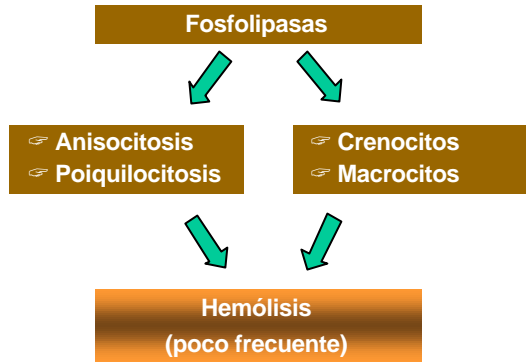 Fosfolipasas
☞ Anisocitosis
☞ Poiquilocitosis
☞ Crenocitos
☞ Macrocitos
Hemólisis
(poco frecuente)